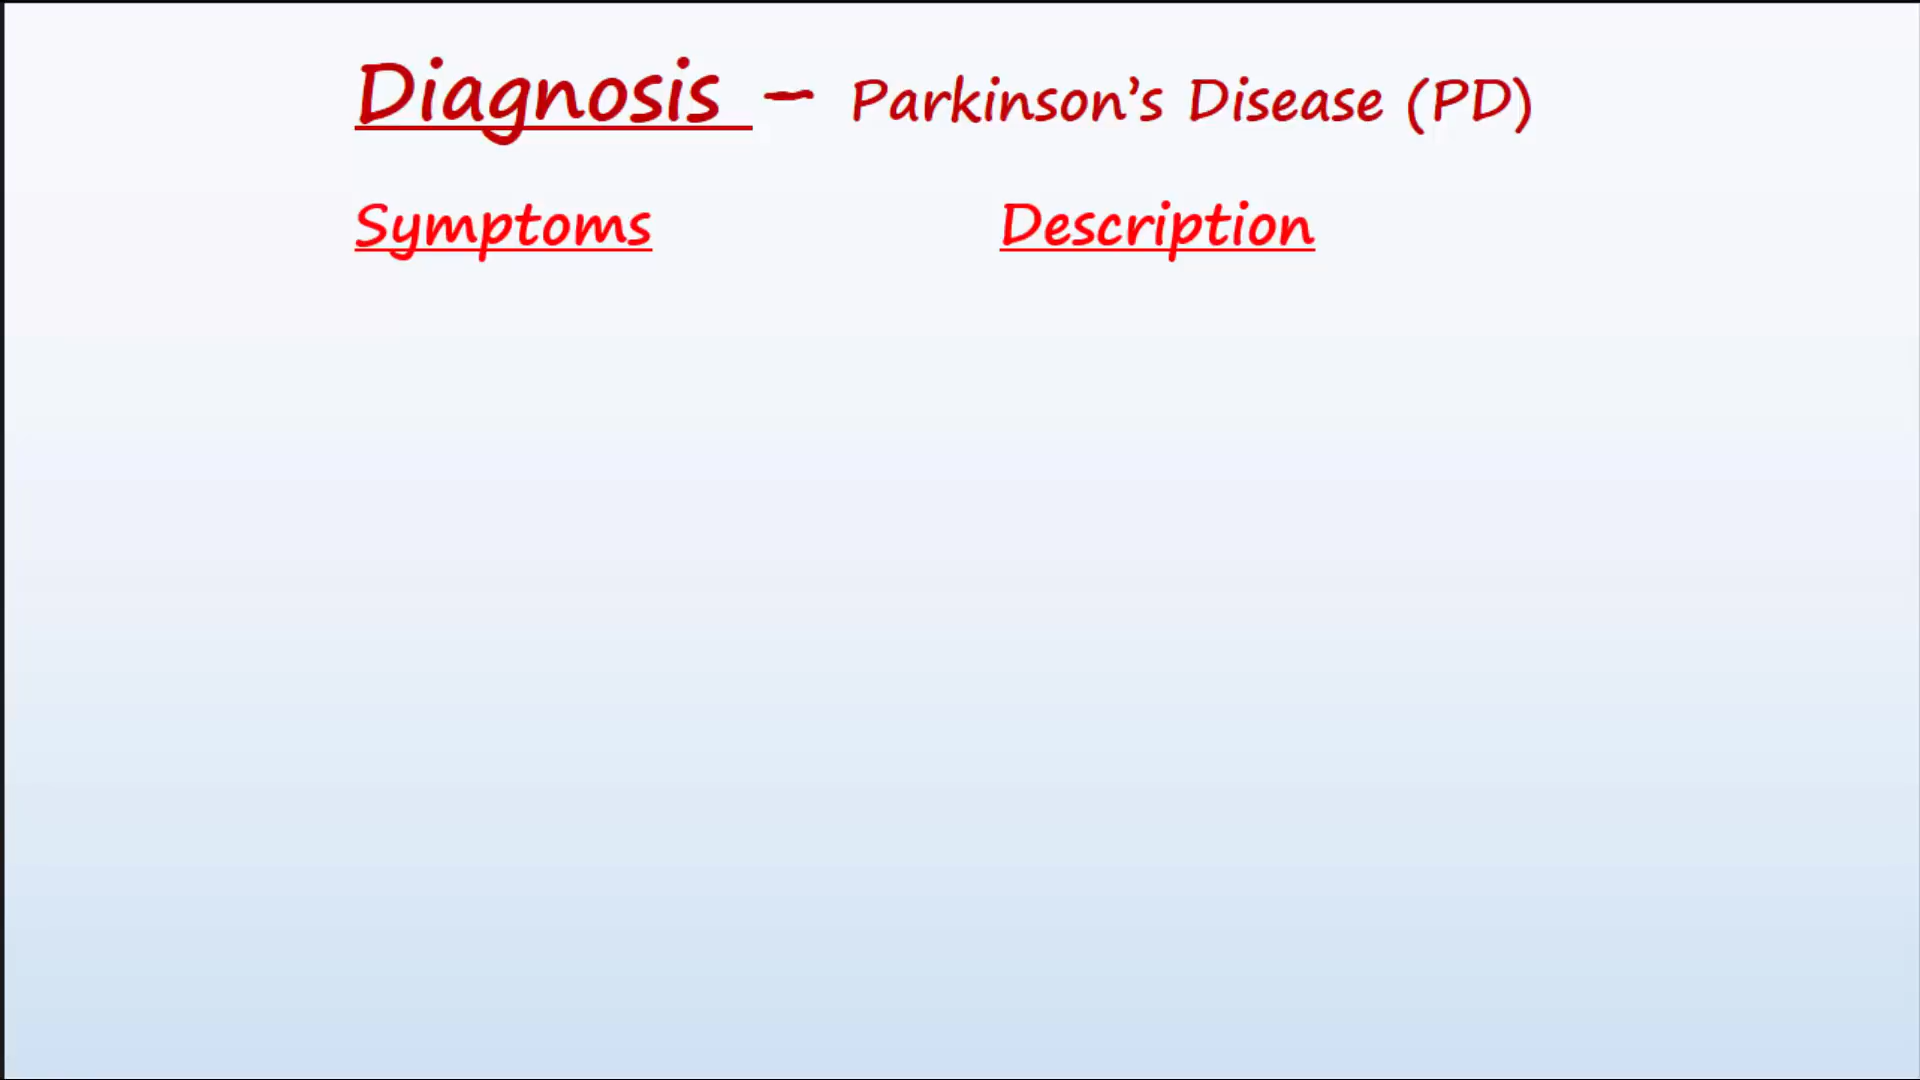 Diagnosis – Parkinson’s Disease (PD)
Symptoms Description